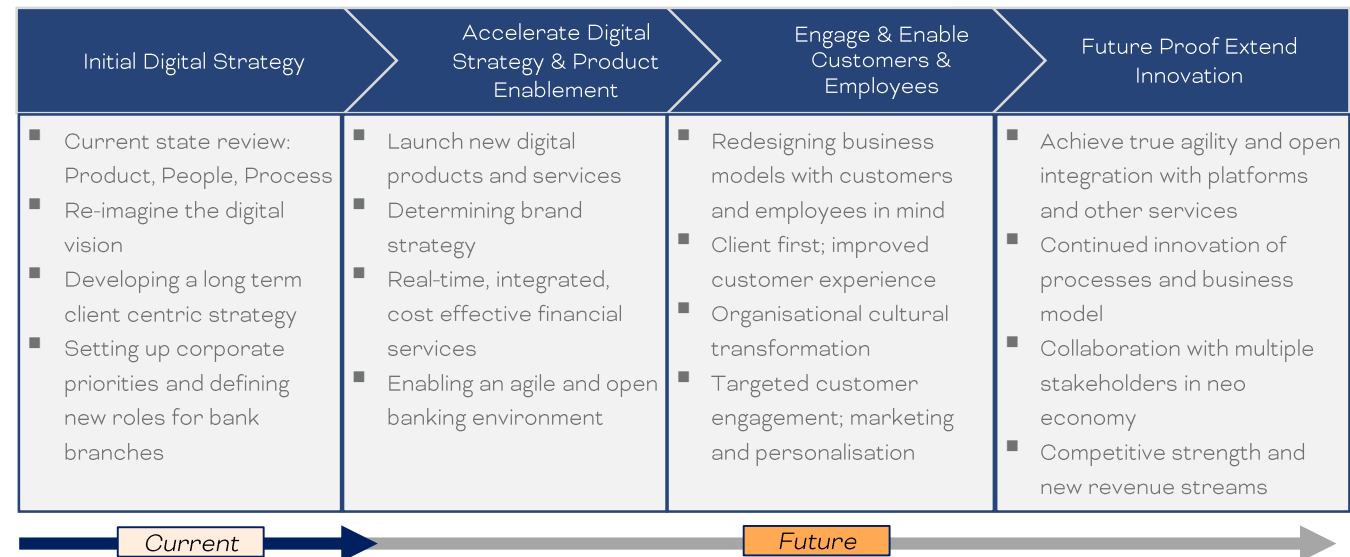 Initial Digital Strategy
Accelerate Digital
Strategy & Product
Enablement
Engage & Enable
Customers &
Employees
Future Proof Extend
Innovation
Current state review:
Product, People, Process
Re-imagine the digital
vision
Developing a long term
client centric strategy
Setting up corporate
priorities and defining
new roles for bank
branches
Launch new digital
products and services
Determining brand
strategy
Real-time, integrated,
cost effective financial
services
Enabling an agile and open
banking environment
Redesigning business
models with customers
and employees in mind
Client first; improved
customer experience
Organisational cultural
transformation
Targeted customer
engagement; marketing
and personalisation
Achieve true agility and open
integration with platforms
and other services
Continued innovation of
processes and business
model
Collaboration with multiple
stakeholders in neo
economy
Competitive strength and
new revenue streams
Current
Future